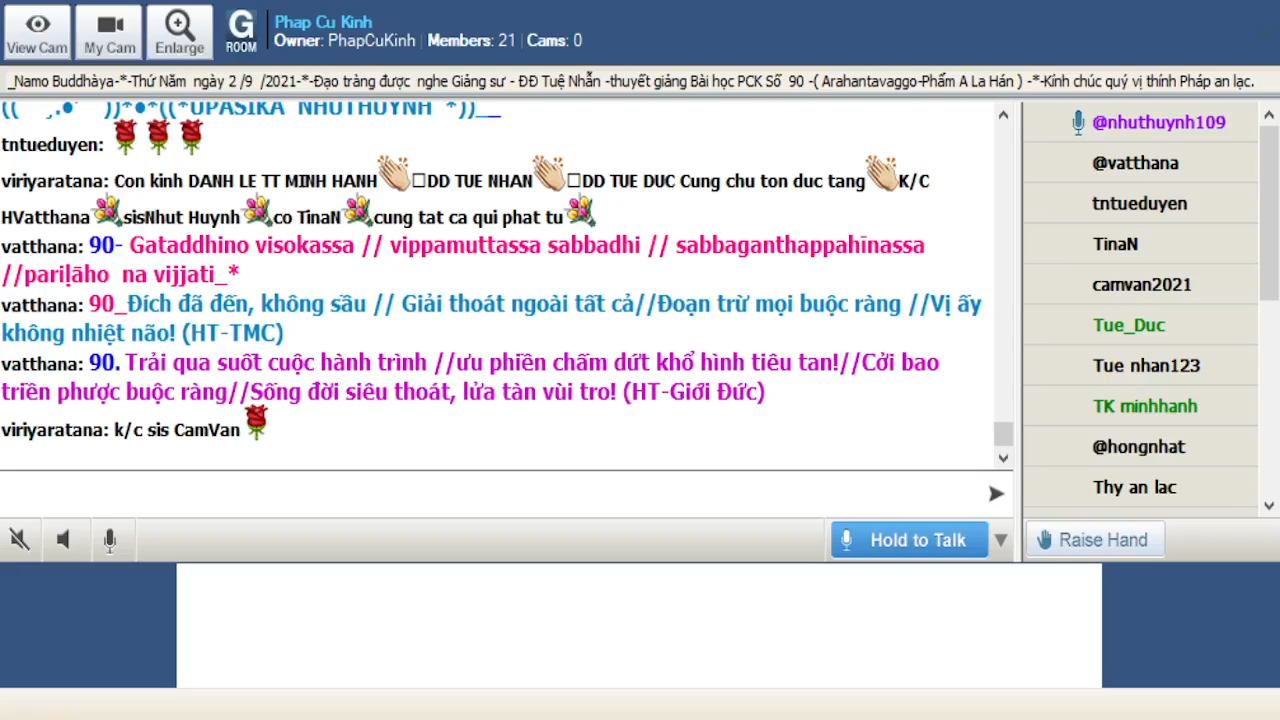 View Cam
My Cam
Enlarge
G
ROOM
Phap Cu Kinh
Owner: PhapCuKinh | Members: 21 | Cams: 0
_Namo Buddhàya-*-Thứ Năm ngày 2 /9 /2021-*-Đạo tràng được nghe Giảng sư - ĐĐ Tuệ Nhẫn -thuyết giảng Bài học PCK Số 90 -( Arahantavaggo-Phẩm A La Hán ) -*-Kính chúc quý vị thính Pháp an lạc.
))*●*((*UPASIKA NHUTHUYNH *))__
tntueduyen:
viriyaratana: Con kinh DANH LE TT MINH HANH DD TUE NHAN DD TUE DUC Cung chu ton duc tang K/C
HVatthana sisNhut Huynh co TinaN cung tat ca qui phat tu
vatthana: 90- Gataddhino visokassa // vippamuttassa sabbadhi // sabbaganthappahīnassa
//pariḷāho na vijjati_*
vatthana: 90_Đích đã đến, không sầu // Giải thoát ngoài tất cả//Đoạn trừ mọi buộc ràng //Vị ấy
không nhiệt não! (HT-TMC)
vatthana: 90. Trải qua suốt cuộc hành trình //ưu phiền chấm dứt khổ hình tiêu tan!//Cởi bao
triền phược buộc ràng//Sống đời siêu thoát, lửa tàn vùi tro! (HT-Giới Đức)
viriyaratana: k/c sis CamVan
@nhuthuynh109
@vatthana
tntueduyen
TinaN
camvan2021
Tue_Duc
Tue nhan123
TK minhhanh
@hongnhat
Thy an lac
Hold to Talk
Raise Hand